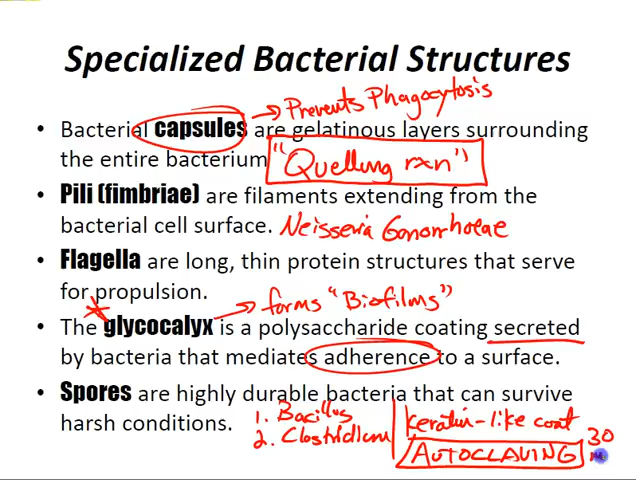 Specialized Bacterial Structures
→ Prevents Phagocytosis
• Bacterial capsules are gelatinous layers surrounding
the entire bacterium "Quellung rxn"
• Pili (fimbriae) are filaments extending from the
bacterial cell surface. Neisseria Gonorrhoeae
• Flagella are long, thin protein structures that serve
for propulsion. → forms "Biofilms"
• The glycocalyx is a polysaccharide coating secreted
by bacteria that mediates adherence to a surface.
• Spores are highly durable bacteria that can survive
harsh conditions. 1. Bacillus keratin-like coat
2. Clostridium AUTOCLAVING 30